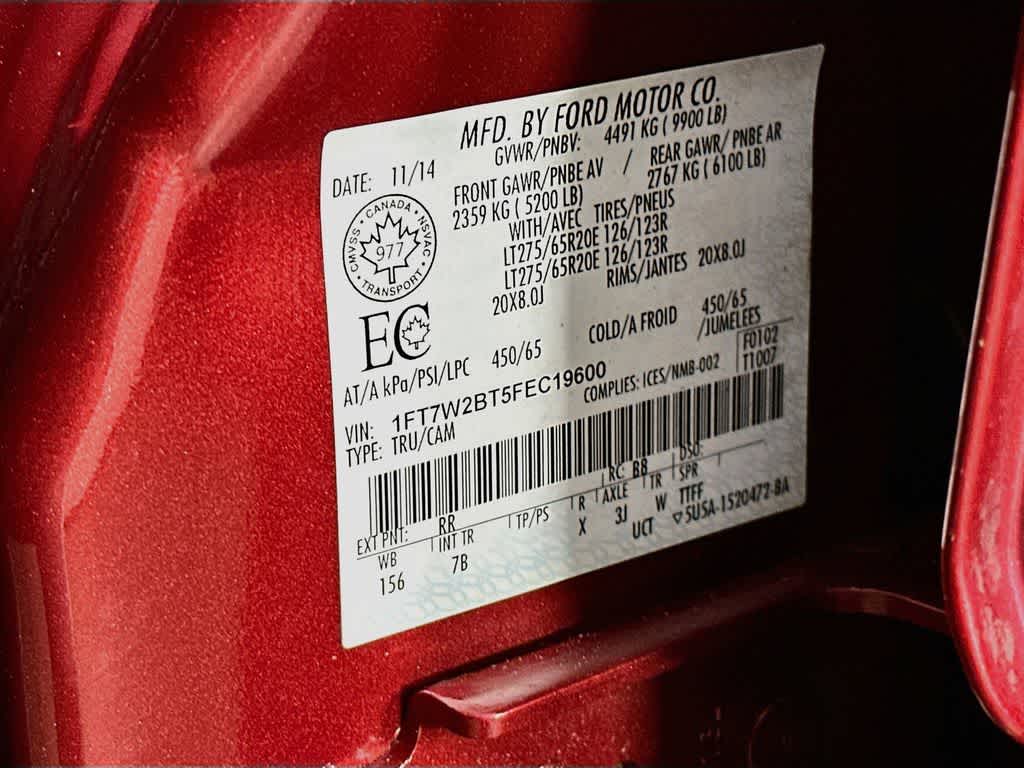 MFD. BY FORD MOTOR CO.
DATE: 11/14
GVWR/PNBV: 4491 KG ( 9900 LB)
FRONT GAWR/PNBE AV / REAR GAWR/ PNBE AR
2359 KG ( 5200 LB) 2767 KG ( 6100 LB)
WITH/AVEC TIRES/PNEUS
LT275/65R20E 126/123R
LT275/65R20E 126/123R
RIMS/JANTES
20X8.0J 20X8.0J
CANADA
CMVSS · NSVAC
977
TRANSPORT
EC
AT/A kPa/PSI/LPC 450/65 COLD/A FROID 450/65
/JUMELEES
VIN: 1FT7W2BT5FEC19600
COMPLIES: ICES/NMB-002
F0102
T1007
TYPE: TRU/CAM
EXT PNT: RR RC: B8 DSO:
WB INT TR TP/PS R AXLE TR SPR
156 7B X 3J W TTFF
UCT ▽5USA-1520472-BA